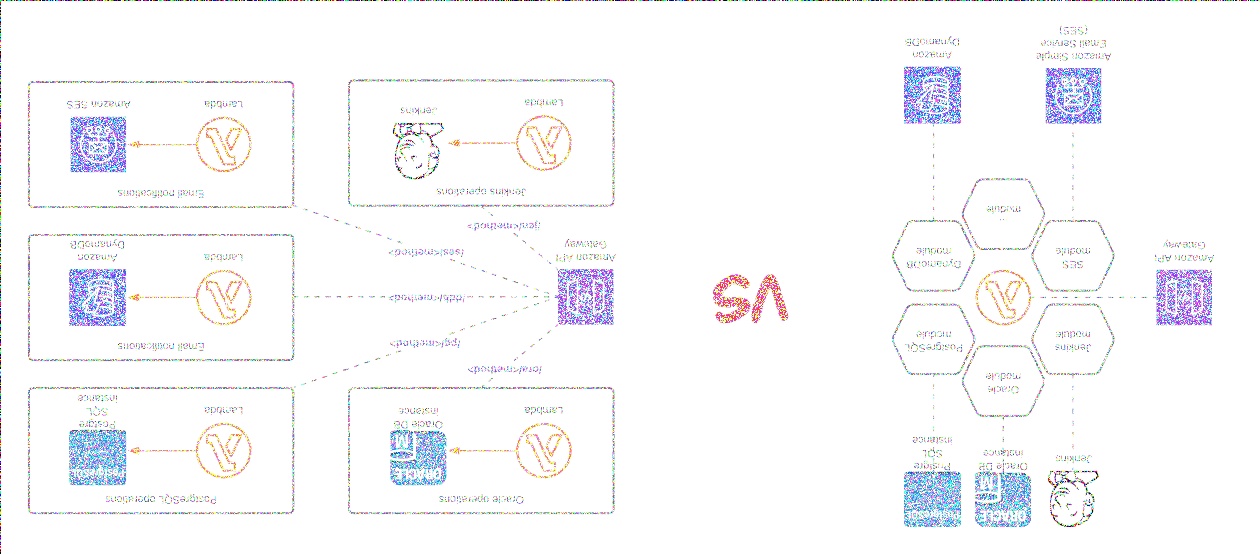 Jenkins
ORACLE
Oracle DB
instance
Postgre
SQL
instance
Oracle
module
Jenkins
module
PostgreSQL
module
Amazon API
Gateway
SES
module
DynamoDB
module
...
module
Amazon Simple
Email Service
(SES)
Amazon
DynamoDB
VS
Oracle operations
Lambda
ORACLE
Oracle DB
instance
PostgreSQL operations
Lambda
Postgre
SQL
instance
/ora/<method>
/pg/<method>
Amazon API
Gateway
/ddb/<method>
Email notifications
Lambda
Amazon
DynamoDB
/ses/<method>
/jen/<method>
Jenkins operations
Lambda
Jenkins
Email notifications
Lambda
Amazon SES